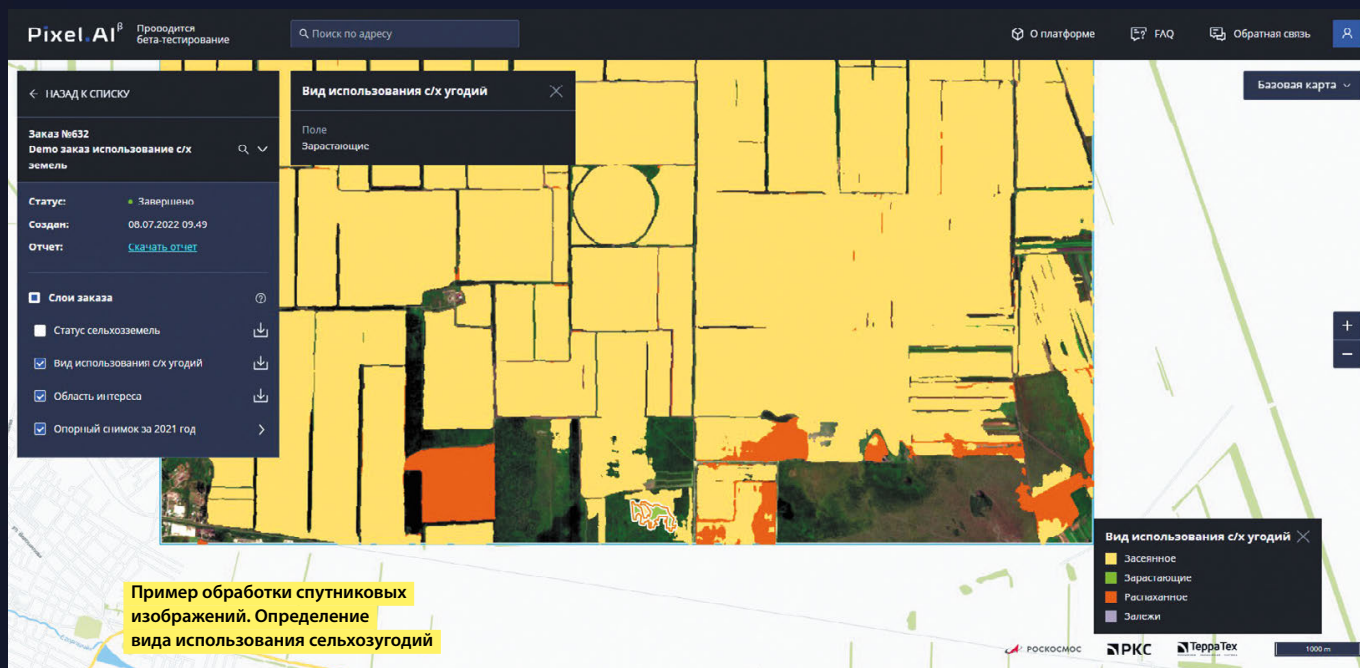 Pixel.AI β
Проводится
бета-тестирование
Поиск по адресу
О платформе
FAQ
Обратная связь
← НАЗАД К СПИСКУ
Заказ №632
Demo заказ использование с/х
земель
Статус: Завершено
Создан: 08.07.2022 09.49
Отчет: Скачать отчет
Слои заказа
Статус сельхозземель
Вид использования с/х угодий
Область интереса
Опорный снимок за 2021 год
Вид использования с/х угодий
Поле
Зарастающие
Базовая карта
+
−
Вид использования с/х угодий
Засеянное
Зарастающие
Распаханное
Залежи
Пример обработки спутниковых
изображений. Определение
вида использования сельхозугодий
РОСКОСМОС
РКС
ТерраТех
1000 m